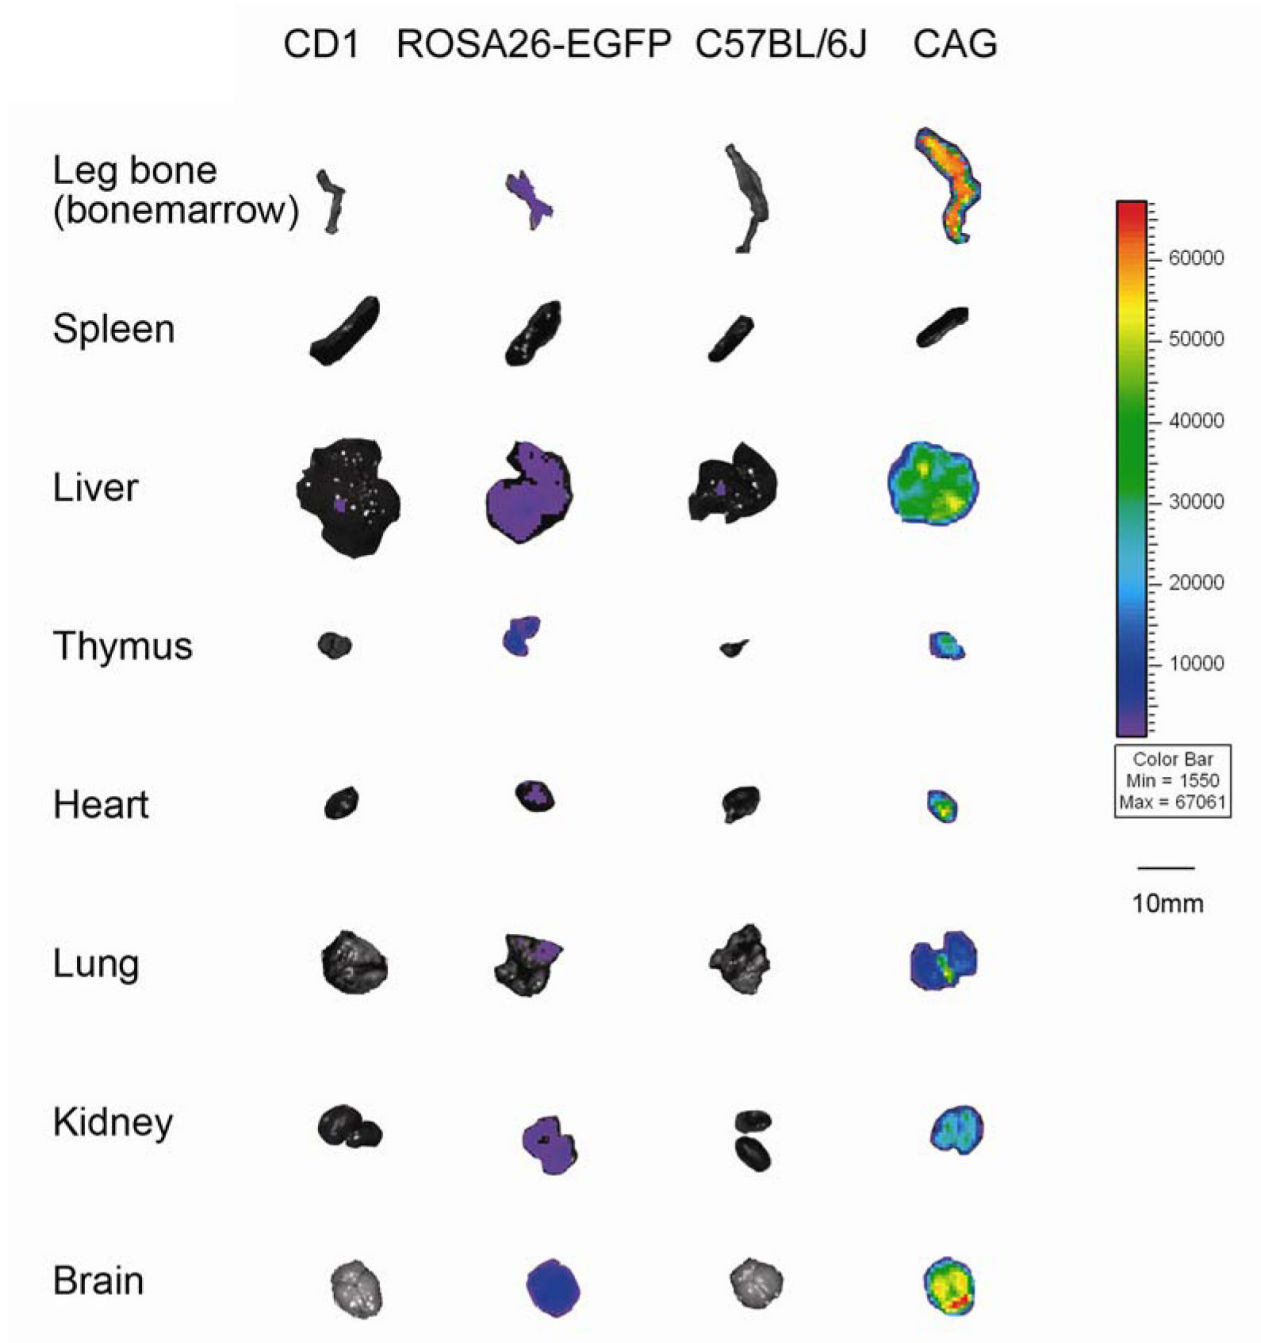 CD1 ROSA26-EGFP C57BL/6J CAG
Leg bone
(bonemarrow)
Spleen
Liver
Thymus
Heart
Lung
Kidney
Brain
60000
50000
40000
30000
20000
10000
Color Bar
Min = 1550
Max = 67061
10mm